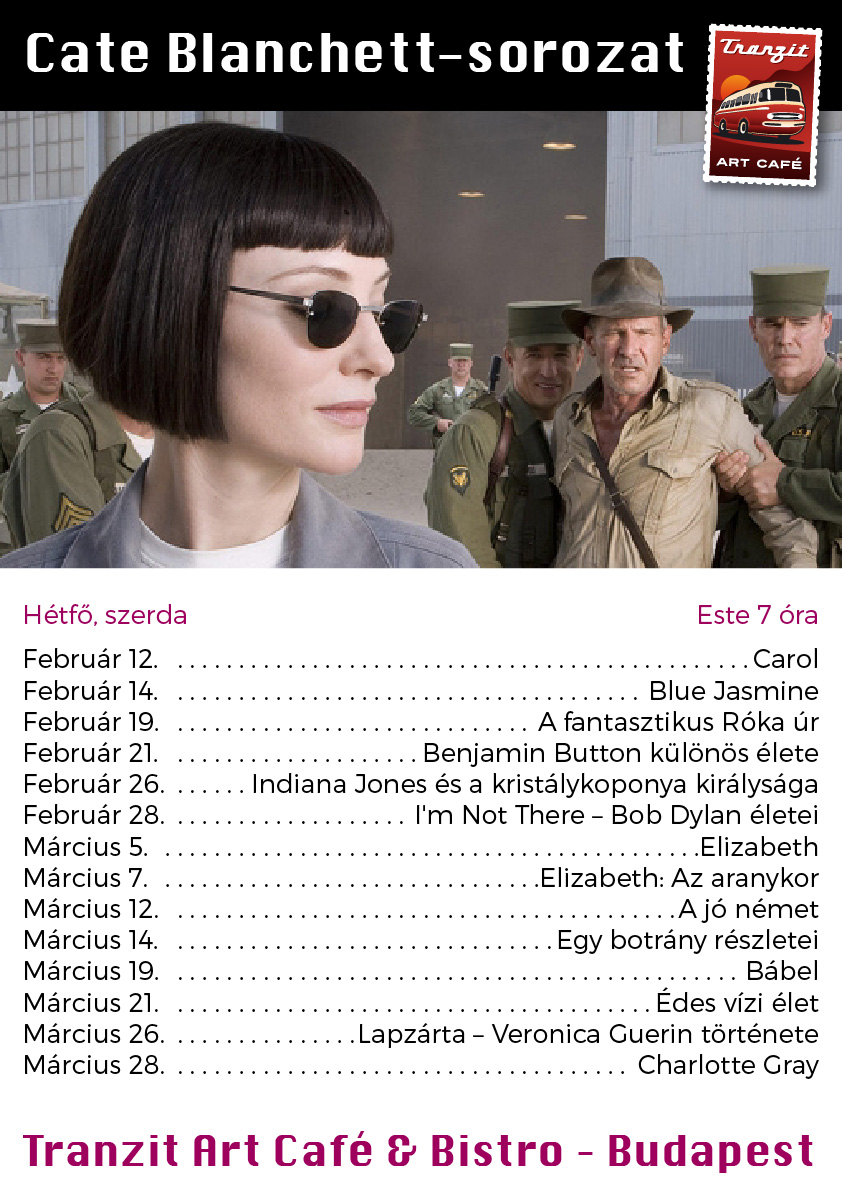 Cate Blanchett-sorozat
Tranzit
ART CAFÉ
Hétfő, szerda Este 7 óra
Február 12. . . . . . . . . . . . . . . . . . . . . . . . . . . . . . . . . . . . . . . . . . . . . . . . Carol
Február 14. . . . . . . . . . . . . . . . . . . . . . . . . . . . . . . . . . . . . . . Blue Jasmine
Február 19. . . . . . . . . . . . . . . . . . . . . . . . . . . . . . A fantasztikus Róka úr
Február 21. . . . . . . . . . . . . . . . . . . . . Benjamin Button különös élete
Február 26. . . . . . . Indiana Jones és a kristálykoponya királysága
Február 28. . . . . . . . . . . . . . . . . . . . I'm Not There – Bob Dylan életei
Március 5. . . . . . . . . . . . . . . . . . . . . . . . . . . . . . . . . . . . . . . . . . . . . Elizabeth
Március 7. . . . . . . . . . . . . . . . . . . . . . . . . . . . . . . . Elizabeth: Az aranykor
Március 12. . . . . . . . . . . . . . . . . . . . . . . . . . . . . . . . . . . . . . . . . . A jó német
Március 14. . . . . . . . . . . . . . . . . . . . . . . . . . . . . . . . Egy botrány részletei
Március 19. . . . . . . . . . . . . . . . . . . . . . . . . . . . . . . . . . . . . . . . . . . . . . . Bábel
Március 21. . . . . . . . . . . . . . . . . . . . . . . . . . . . . . . . . . . . . . . . Édes vízi élet
Március 26. . . . . . . . . . . . . . . . Lapzárta – Veronica Guerin története
Március 28. . . . . . . . . . . . . . . . . . . . . . . . . . . . . . . . . . . . . . Charlotte Gray
Tranzit Art Café & Bistro - Budapest